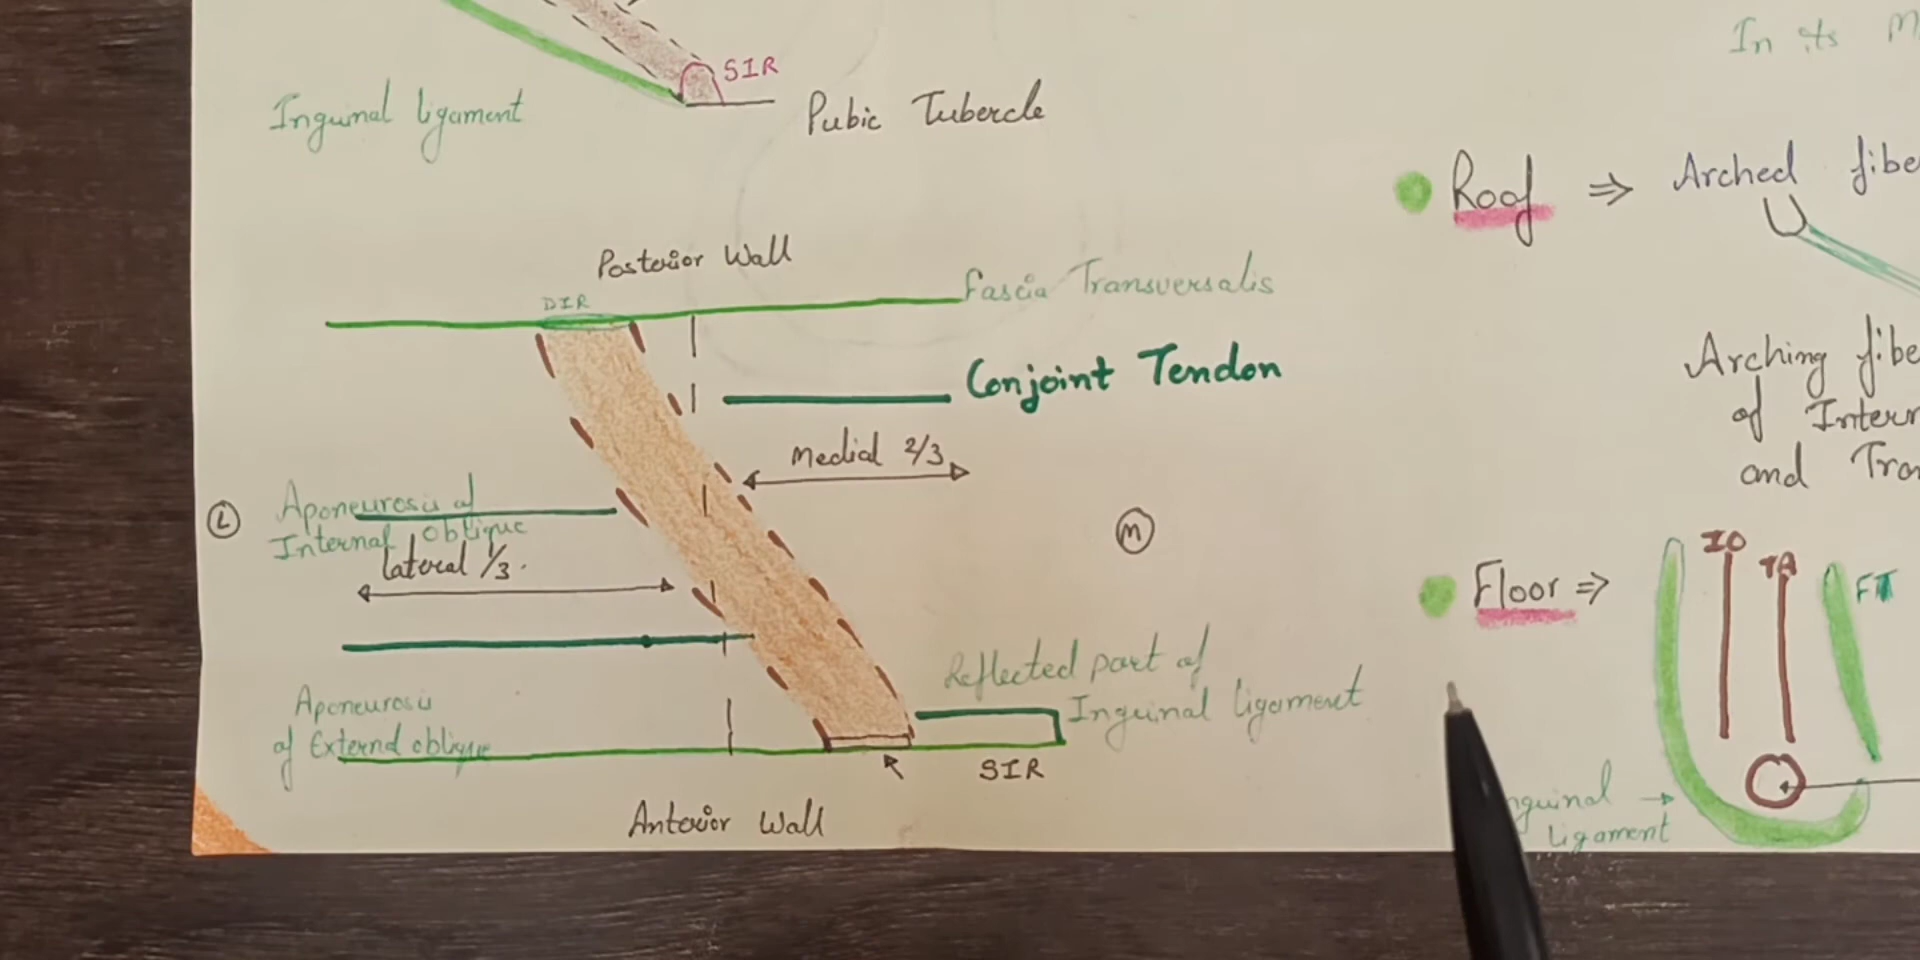 In its M
SIR
Inguinal ligament
Pubic Tubercle
Roof ⇒ Arched fibe
Posterior Wall
Fascia Transversalis
DIR
Conjoint Tendon
Arching fibe
of Intern
and Tra
medial 2/3
Aponeurosis of
Internal oblique
L
M
lateral 1/3.
IO
TA
FT
Floor ⇒
Reflected part of
Inguinal ligament
Aponeurosis
of External oblique
SIR
Anterior Wall
nguinal →
ligament